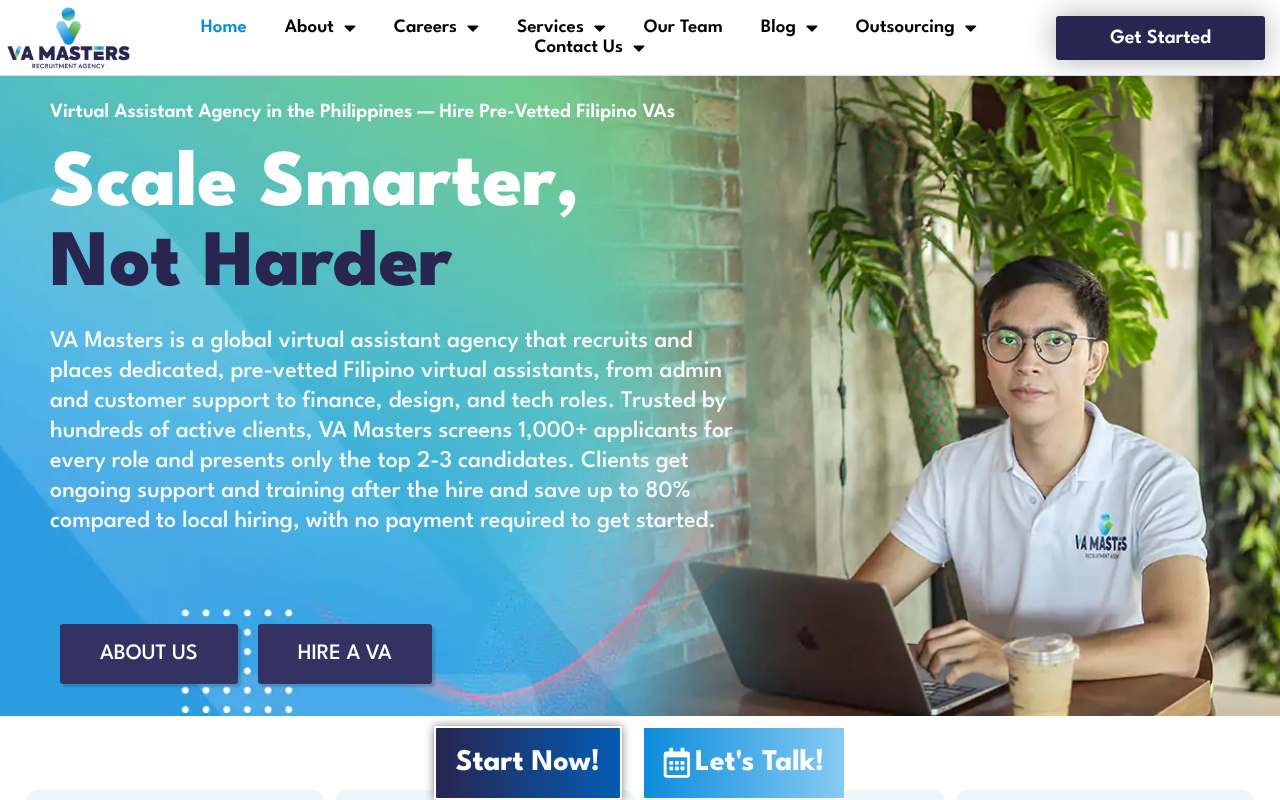 VA MASTERS
RECRUITMENT AGENCY
Home About Careers Services Our Team Blog Outsourcing
Contact Us
Get Started
Virtual Assistant Agency in the Philippines — Hire Pre-Vetted Filipino VAs
Scale Smarter,
Not Harder
VA Masters is a global virtual assistant agency that recruits and
places dedicated, pre-vetted Filipino virtual assistants, from admin
and customer support to finance, design, and tech roles. Trusted by
hundreds of active clients, VA Masters screens 1,000+ applicants for
every role and presents only the top 2-3 candidates. Clients get
ongoing support and training after the hire and save up to 80%
compared to local hiring, with no payment required to get started.
VA MASTERS
RECRUITMENT AGENCY
ABOUT US
HIRE A VA
Start Now!
Let's Talk!